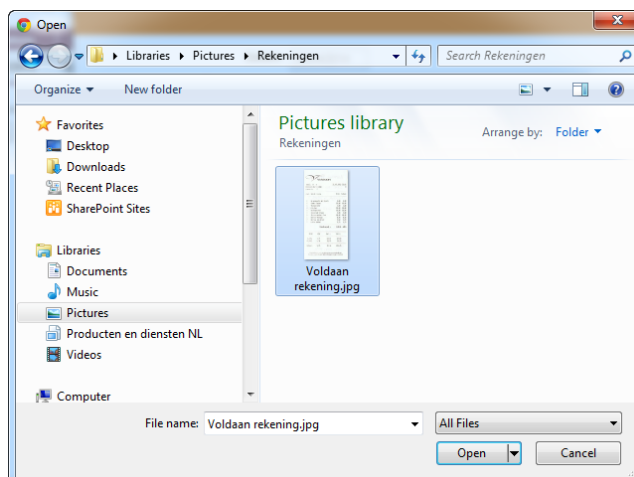 Open
Libraries Pictures Rekeningen
Search Rekeningen
Organize
New folder
Favorites
Desktop
Downloads
Recent Places
SharePoint Sites
Libraries
Documents
Music
Pictures
Producten en diensten NL
Videos
Computer
Pictures library
Rekeningen
Arrange by: Folder
Voldaan
rekening.jpg
File name: Voldaan rekening.jpg
All Files
Open
Cancel